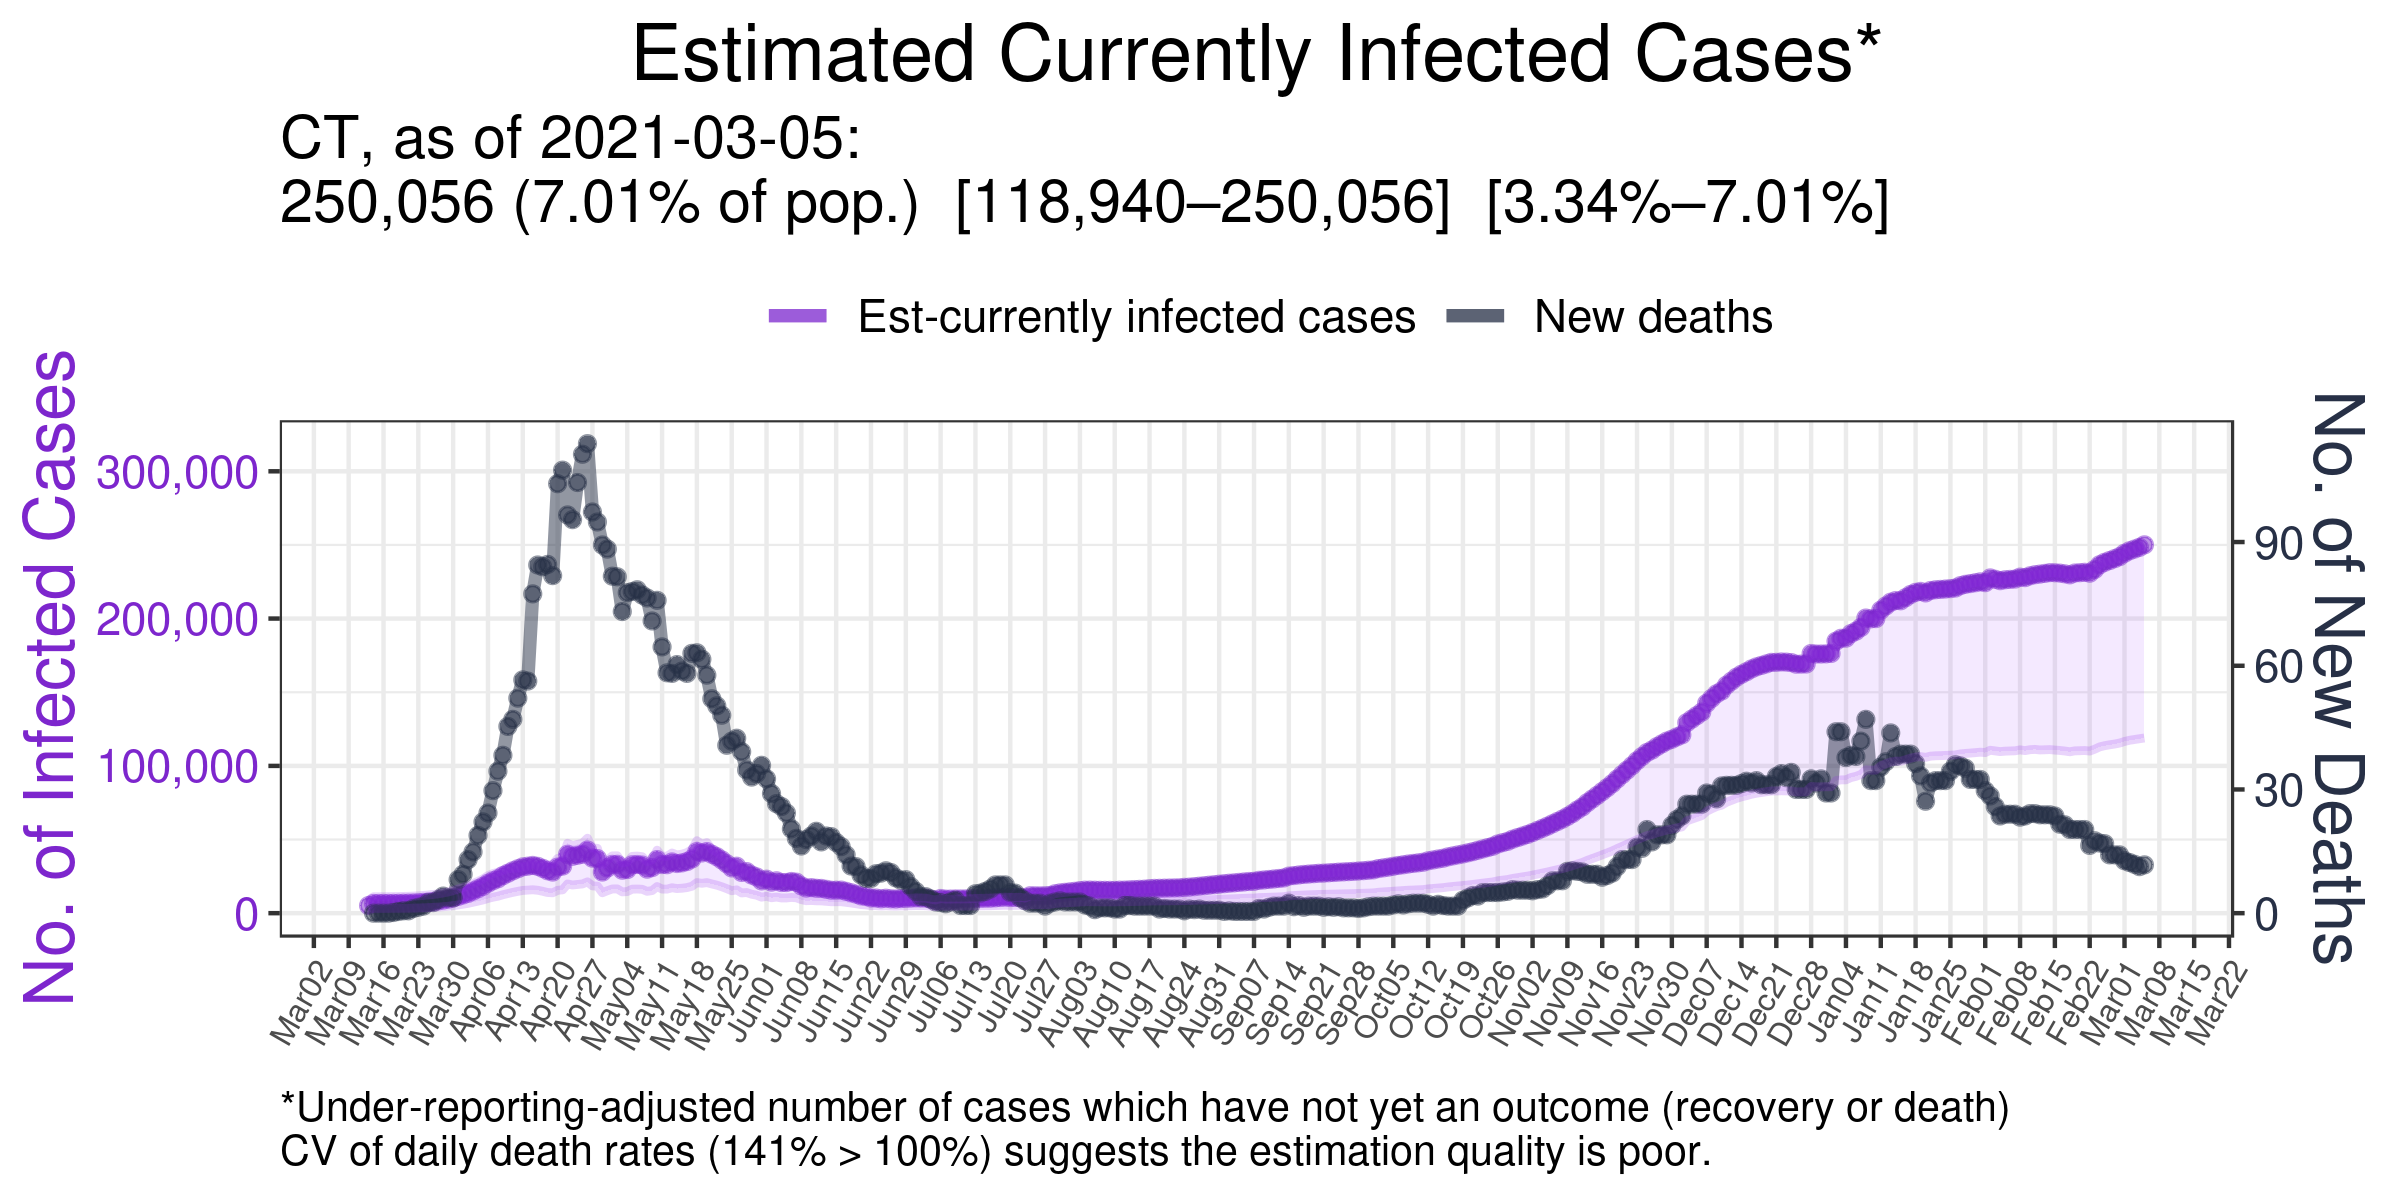 Estimated Currently Infected Cases*
CT, as of 2021-03-05:
250,056 (7.01% of pop.) [118,940–250,056] [3.34%–7.01%]
Est-currently infected cases New deaths
No. of Infected Cases
300,000
200,000
100,000
0
90
60
30
0
No. of New Deaths
Mar02 Mar09 Mar16 Mar23 Mar30 Apr06 Apr13 Apr20 Apr27 May04 May11 May18 May25 Jun01 Jun08 Jun15 Jun22 Jun29 Jul06 Jul13 Jul20 Jul27 Aug03 Aug10 Aug17 Aug24 Aug31 Sep07 Sep14 Sep21 Sep28 Oct05 Oct12 Oct19 Oct26 Nov02 Nov09 Nov16 Nov23 Nov30 Dec07 Dec14 Dec21 Dec28 Jan04 Jan11 Jan18 Jan25 Feb01 Feb08 Feb15 Feb22 Mar01 Mar08 Mar15 Mar22
*Under-reporting-adjusted number of cases which have not yet an outcome (recovery or death)
CV of daily death rates (141% > 100%) suggests the estimation quality is poor.